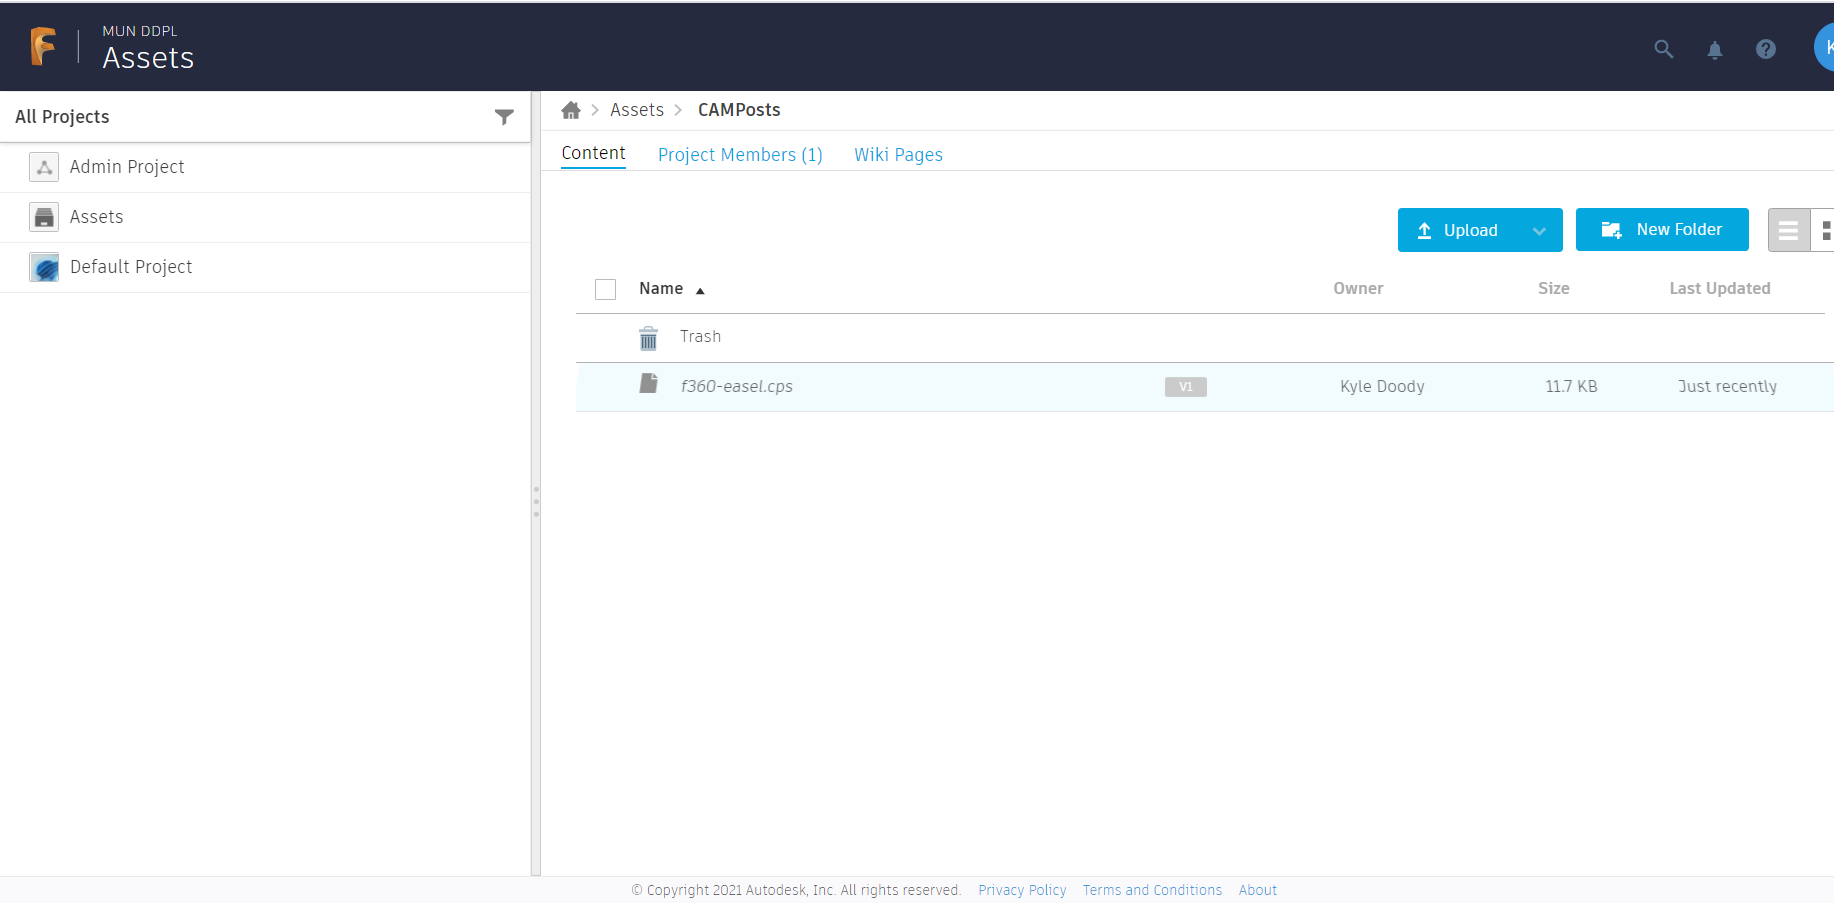 MUN DDPL
Assets
K
All Projects
Admin Project
Assets
Default Project
Assets > CAMPosts
Content Project Members (1) Wiki Pages
Upload New Folder
Name Owner Size Last Updated
Trash
f360-easel.cps V1 Kyle Doody 11.7 KB Just recently
© Copyright 2021 Autodesk, Inc. All rights reserved. Privacy Policy Terms and Conditions About